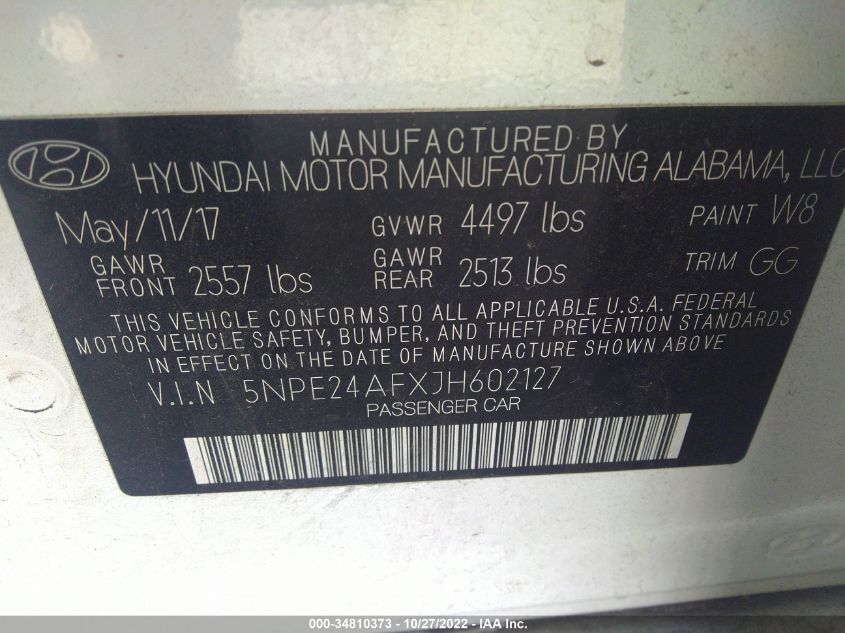 MANUFACTURED BY
HYUNDAI MOTOR MANUFACTURING ALABAMA, LLC
May/11/17 GVWR 4497 lbs PAINT W8
GAWR FRONT 2557 lbs GAWR REAR 2513 lbs TRIM GG
THIS VEHICLE CONFORMS TO ALL APPLICABLE U.S.A. FEDERAL
MOTOR VEHICLE SAFETY, BUMPER, AND THEFT PREVENTION STANDARDS
IN EFFECT ON THE DATE OF MANUFACTURE SHOWN ABOVE
V.I.N 5NPE24AFXJH602127
PASSENGER CAR
000-34810373 - 10/27/2022 - IAA Inc.